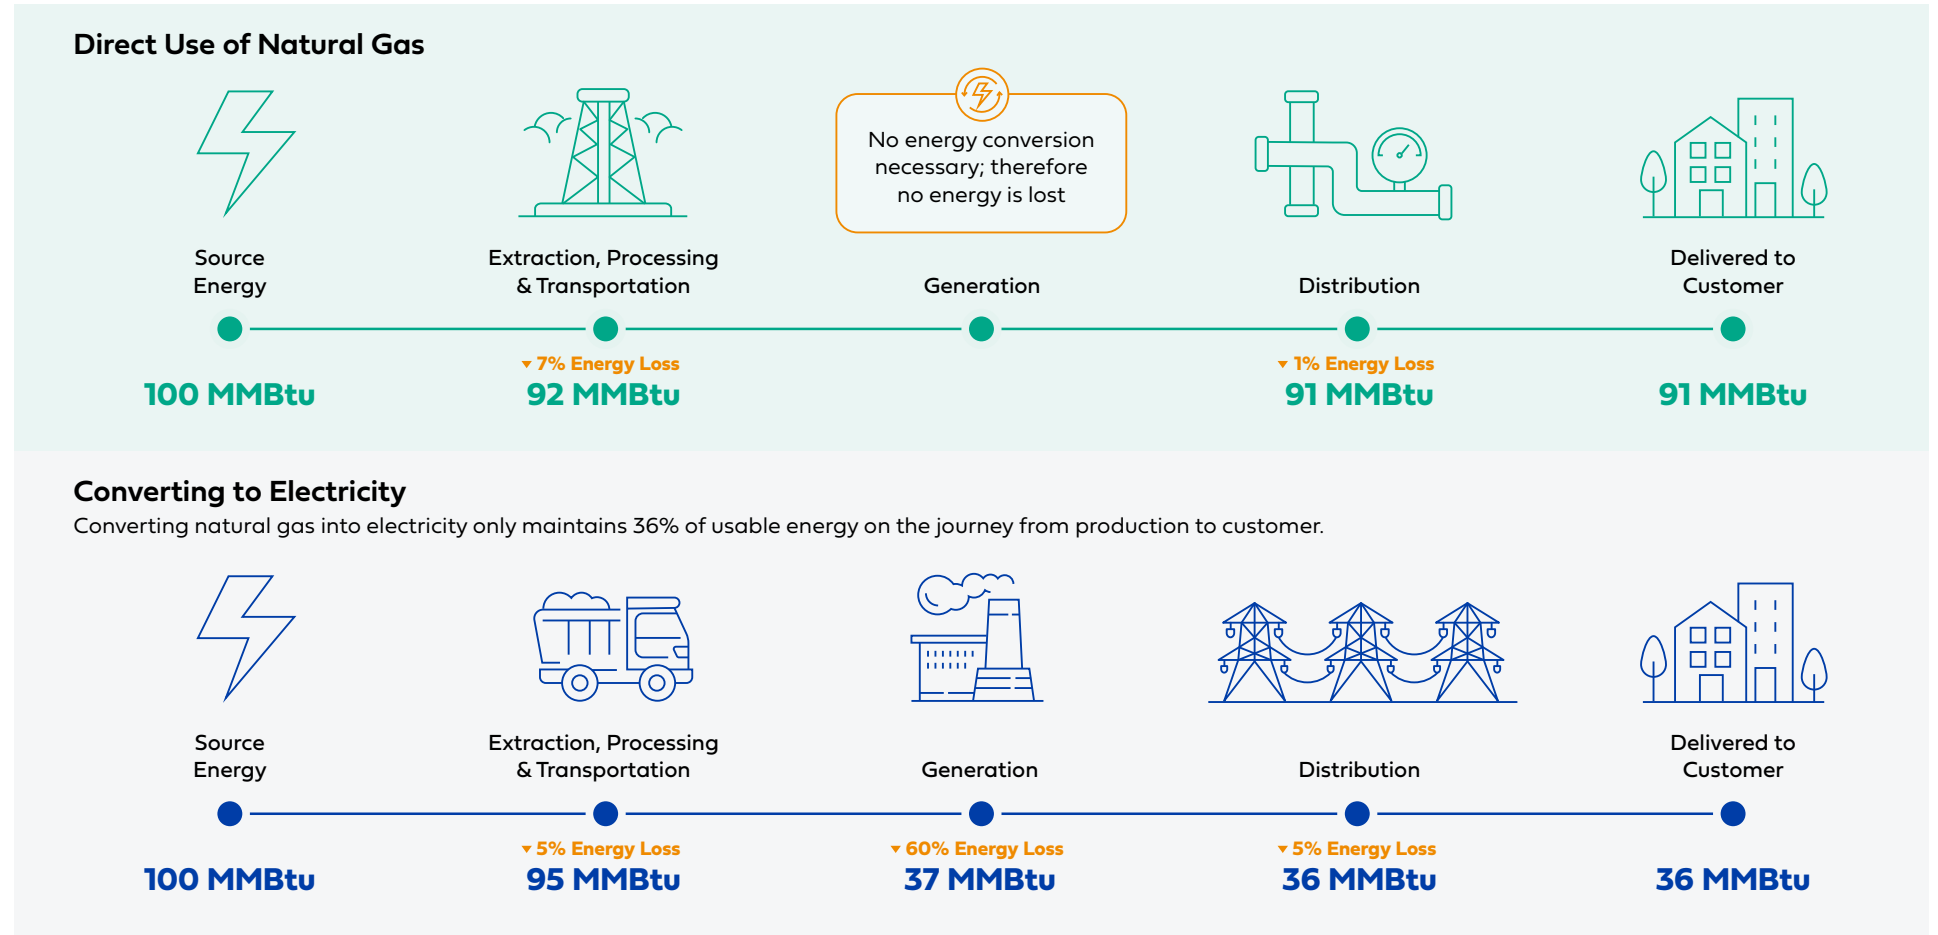 Direct Use of Natural Gas
No energy conversion
necessary; therefore
no energy is lost
Source
Energy
Extraction, Processing
& Transportation
Generation
Distribution
Delivered to
Customer
7% Energy Loss
1% Energy Loss
100 MMBtu
92 MMBtu
91 MMBtu
91 MMBtu
Converting to Electricity
Converting natural gas into electricity only maintains 36% of usable energy on the journey from production to customer.
Source
Energy
Extraction, Processing
& Transportation
Generation
Distribution
Delivered to
Customer
5% Energy Loss
60% Energy Loss
5% Energy Loss
100 MMBtu
95 MMBtu
37 MMBtu
36 MMBtu
36 MMBtu